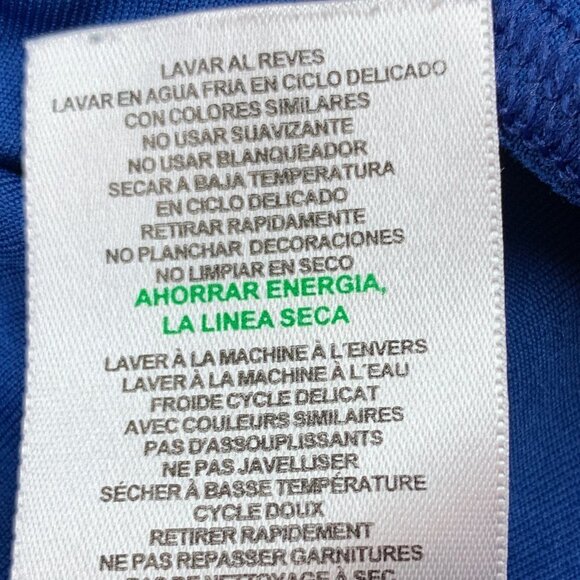 LAVAR AL REVES
LAVAR EN AGUA FRIA EN CICLO DELICADO
CON COLORES SIMILARES
NO USAR SUAVIZANTE
NO USAR BLANQUEADOR
SECAR A BAJA TEMPERATURA
EN CICLO DELICADO
RETIRAR RAPIDAMENTE
NO PLANCHAR DECORACIONES
NO LIMPIAR EN SECO
AHORRAR ENERGIA,
LA LINEA SECA
LAVER À LA MACHINE À L'ENVERS
LAVER À LA MACHINE À L'EAU
FROIDE CYCLE DELICAT
AVEC COULEURS SIMILAIRES
PAS D'ASSOUPLISSANTS
NE PAS JAVELLISER
SÉCHER À BASSE TEMPÉRATURE
CYCLE DOUX
RETIRER RAPIDEMENT
NE PAS REPASSER GARNITURES
NETTOYAGE À SEC